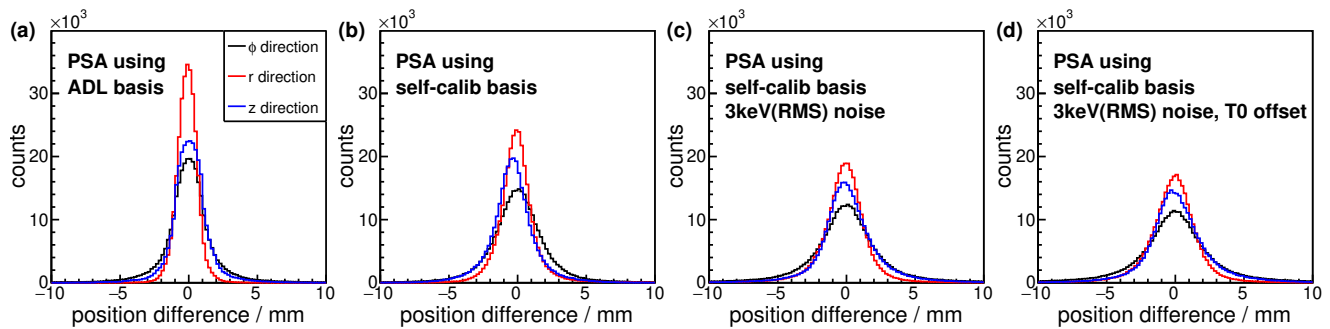 (a)
×10³
PSA using
ADL basis
ϕ direction
r direction
z direction
counts
30
20
10
0
−10 −5 0 5 10
position difference / mm
(b)
×10³
PSA using
self-calib basis
counts
30
20
10
0
−10 −5 0 5 10
position difference / mm
(c)
×10³
PSA using
self-calib basis
3keV(RMS) noise
counts
30
20
10
0
−10 −5 0 5 10
position difference / mm
(d)
×10³
PSA using
self-calib basis
3keV(RMS) noise, T0 offset
counts
30
20
10
0
−10 −5 0 5 10
position difference / mm